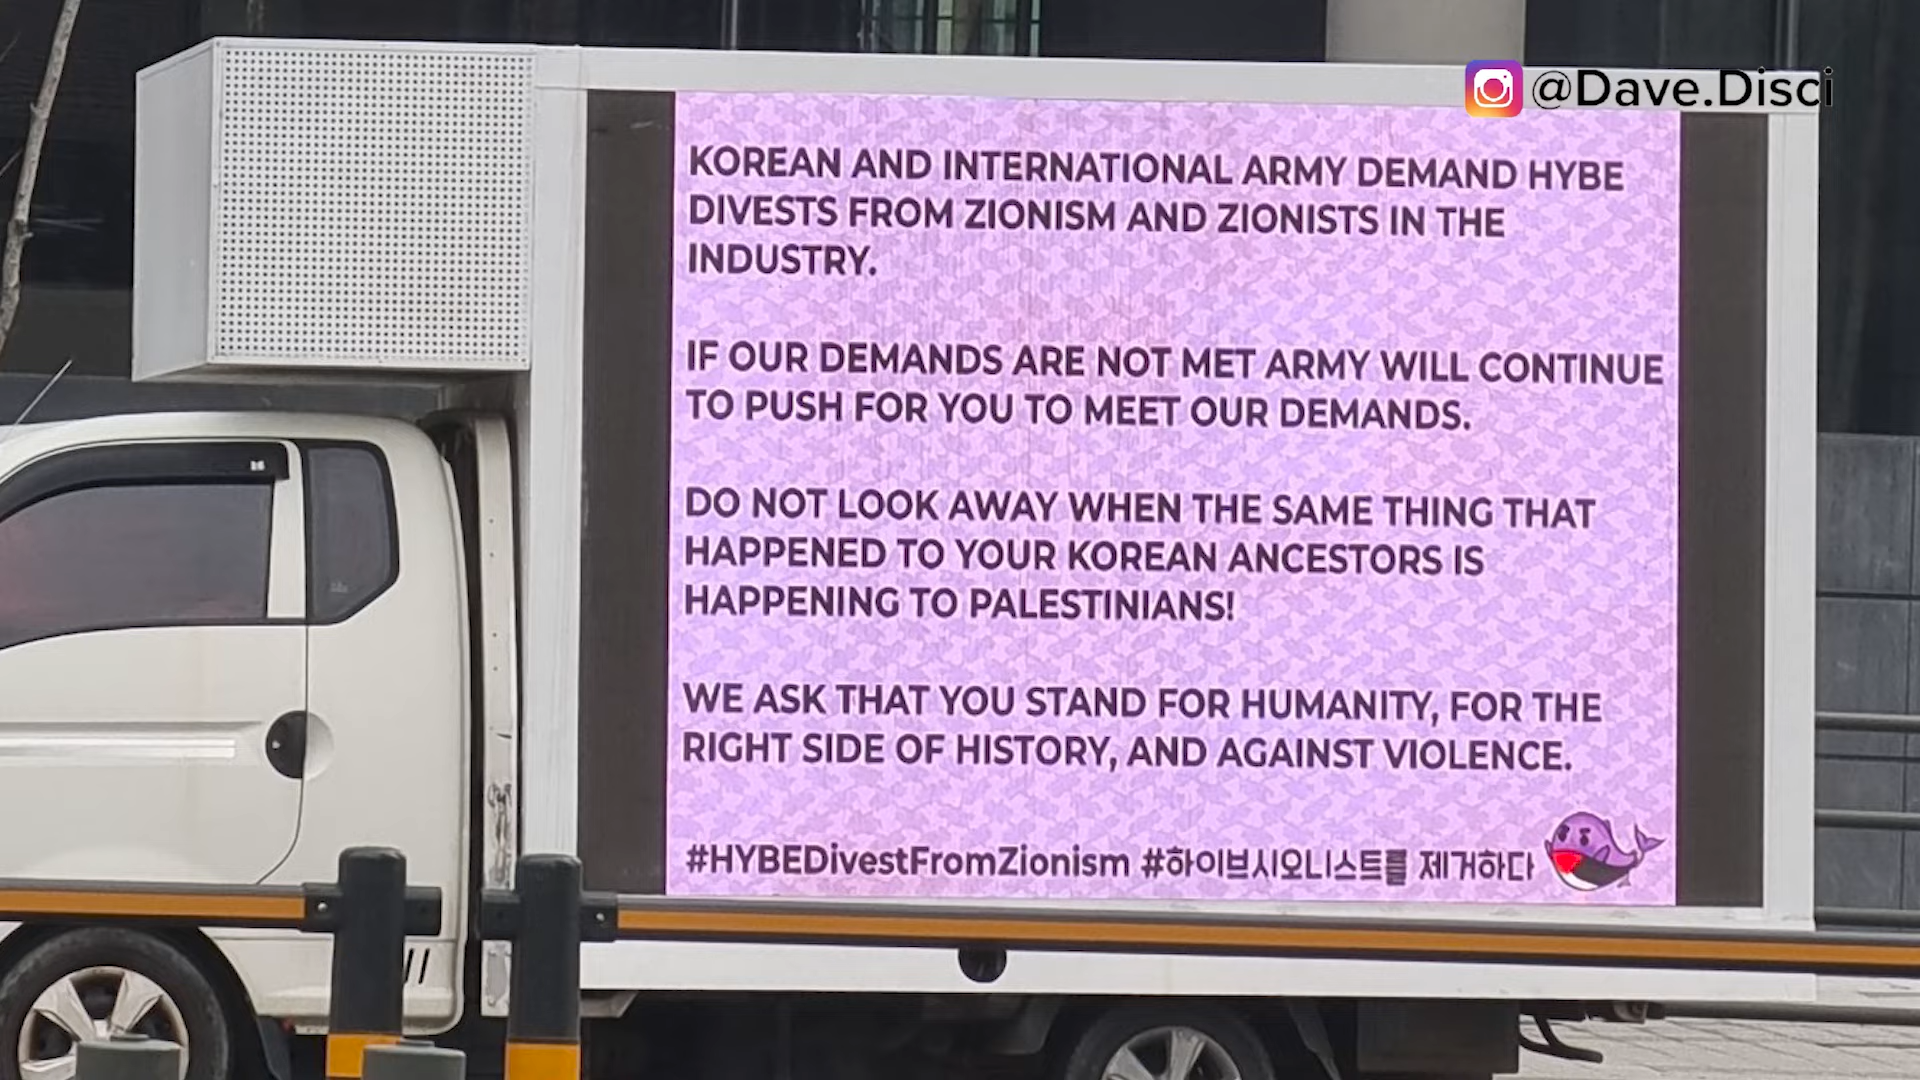 @Dave.Disci
KOREAN AND INTERNATIONAL ARMY DEMAND HYBE
DIVESTS FROM ZIONISM AND ZIONISTS IN THE
INDUSTRY.
IF OUR DEMANDS ARE NOT MET ARMY WILL CONTINUE
TO PUSH FOR YOU TO MEET OUR DEMANDS.
DO NOT LOOK AWAY WHEN THE SAME THING THAT
HAPPENED TO YOUR KOREAN ANCESTORS IS
HAPPENING TO PALESTINIANS!
WE ASK THAT YOU STAND FOR HUMANITY, FOR THE
RIGHT SIDE OF HISTORY, AND AGAINST VIOLENCE.
#HYBEDivestFromZionism #하이브시오니스트를 제거하다